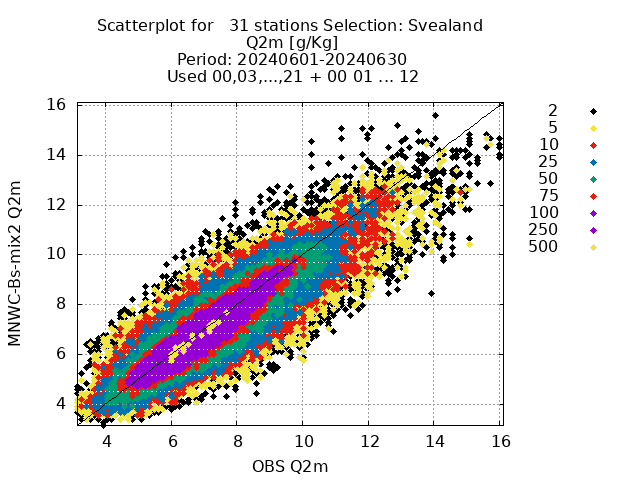 Scatterplot for   31 stations Selection: Svealand
Q2m [g/Kg]
Period: 20240601-20240630
Used 00,03,...,21 + 00 01 ... 12
MNWC-Bs-mix2 Q2m
16
14
12
10
8
6
4
4 6 8 10 12 14 16
OBS Q2m
2
5
10
25
50
75
100
250
500